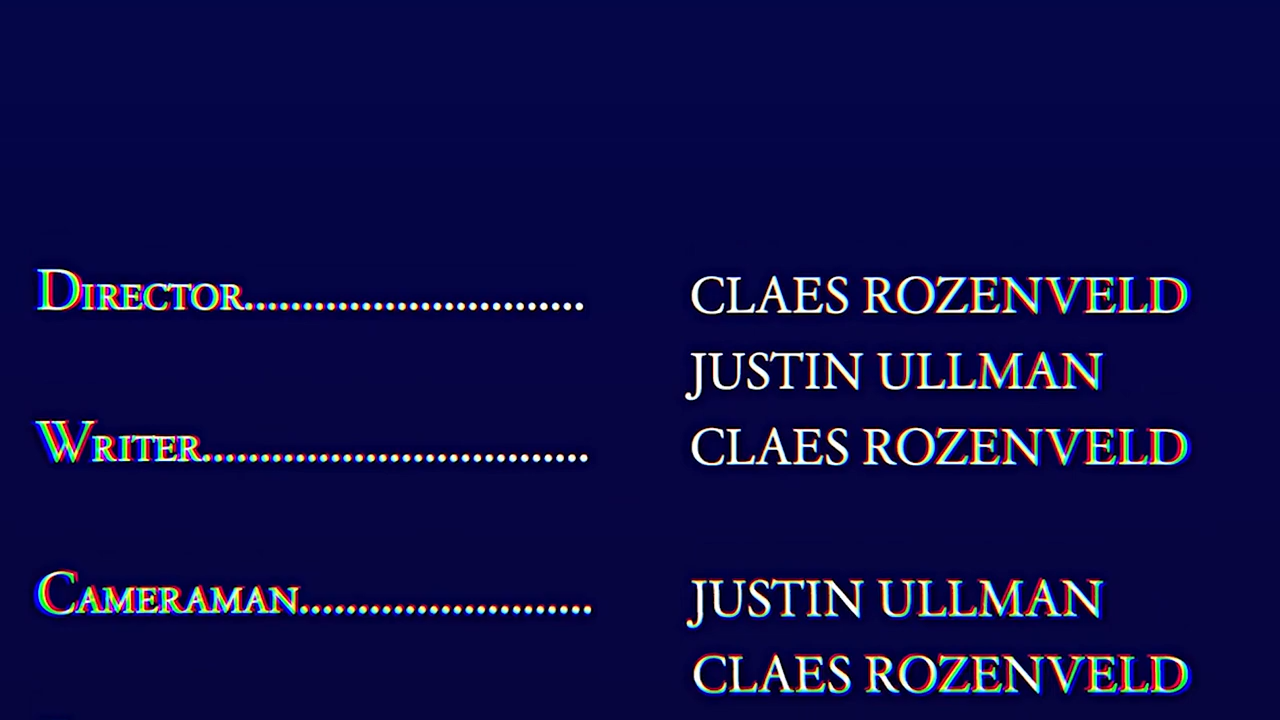 Director........................... CLAES ROZENVELD
JUSTIN ULLMAN
Writer............................... CLAES ROZENVELD
Cameraman........................ JUSTIN ULLMAN
CLAES ROZENVELD